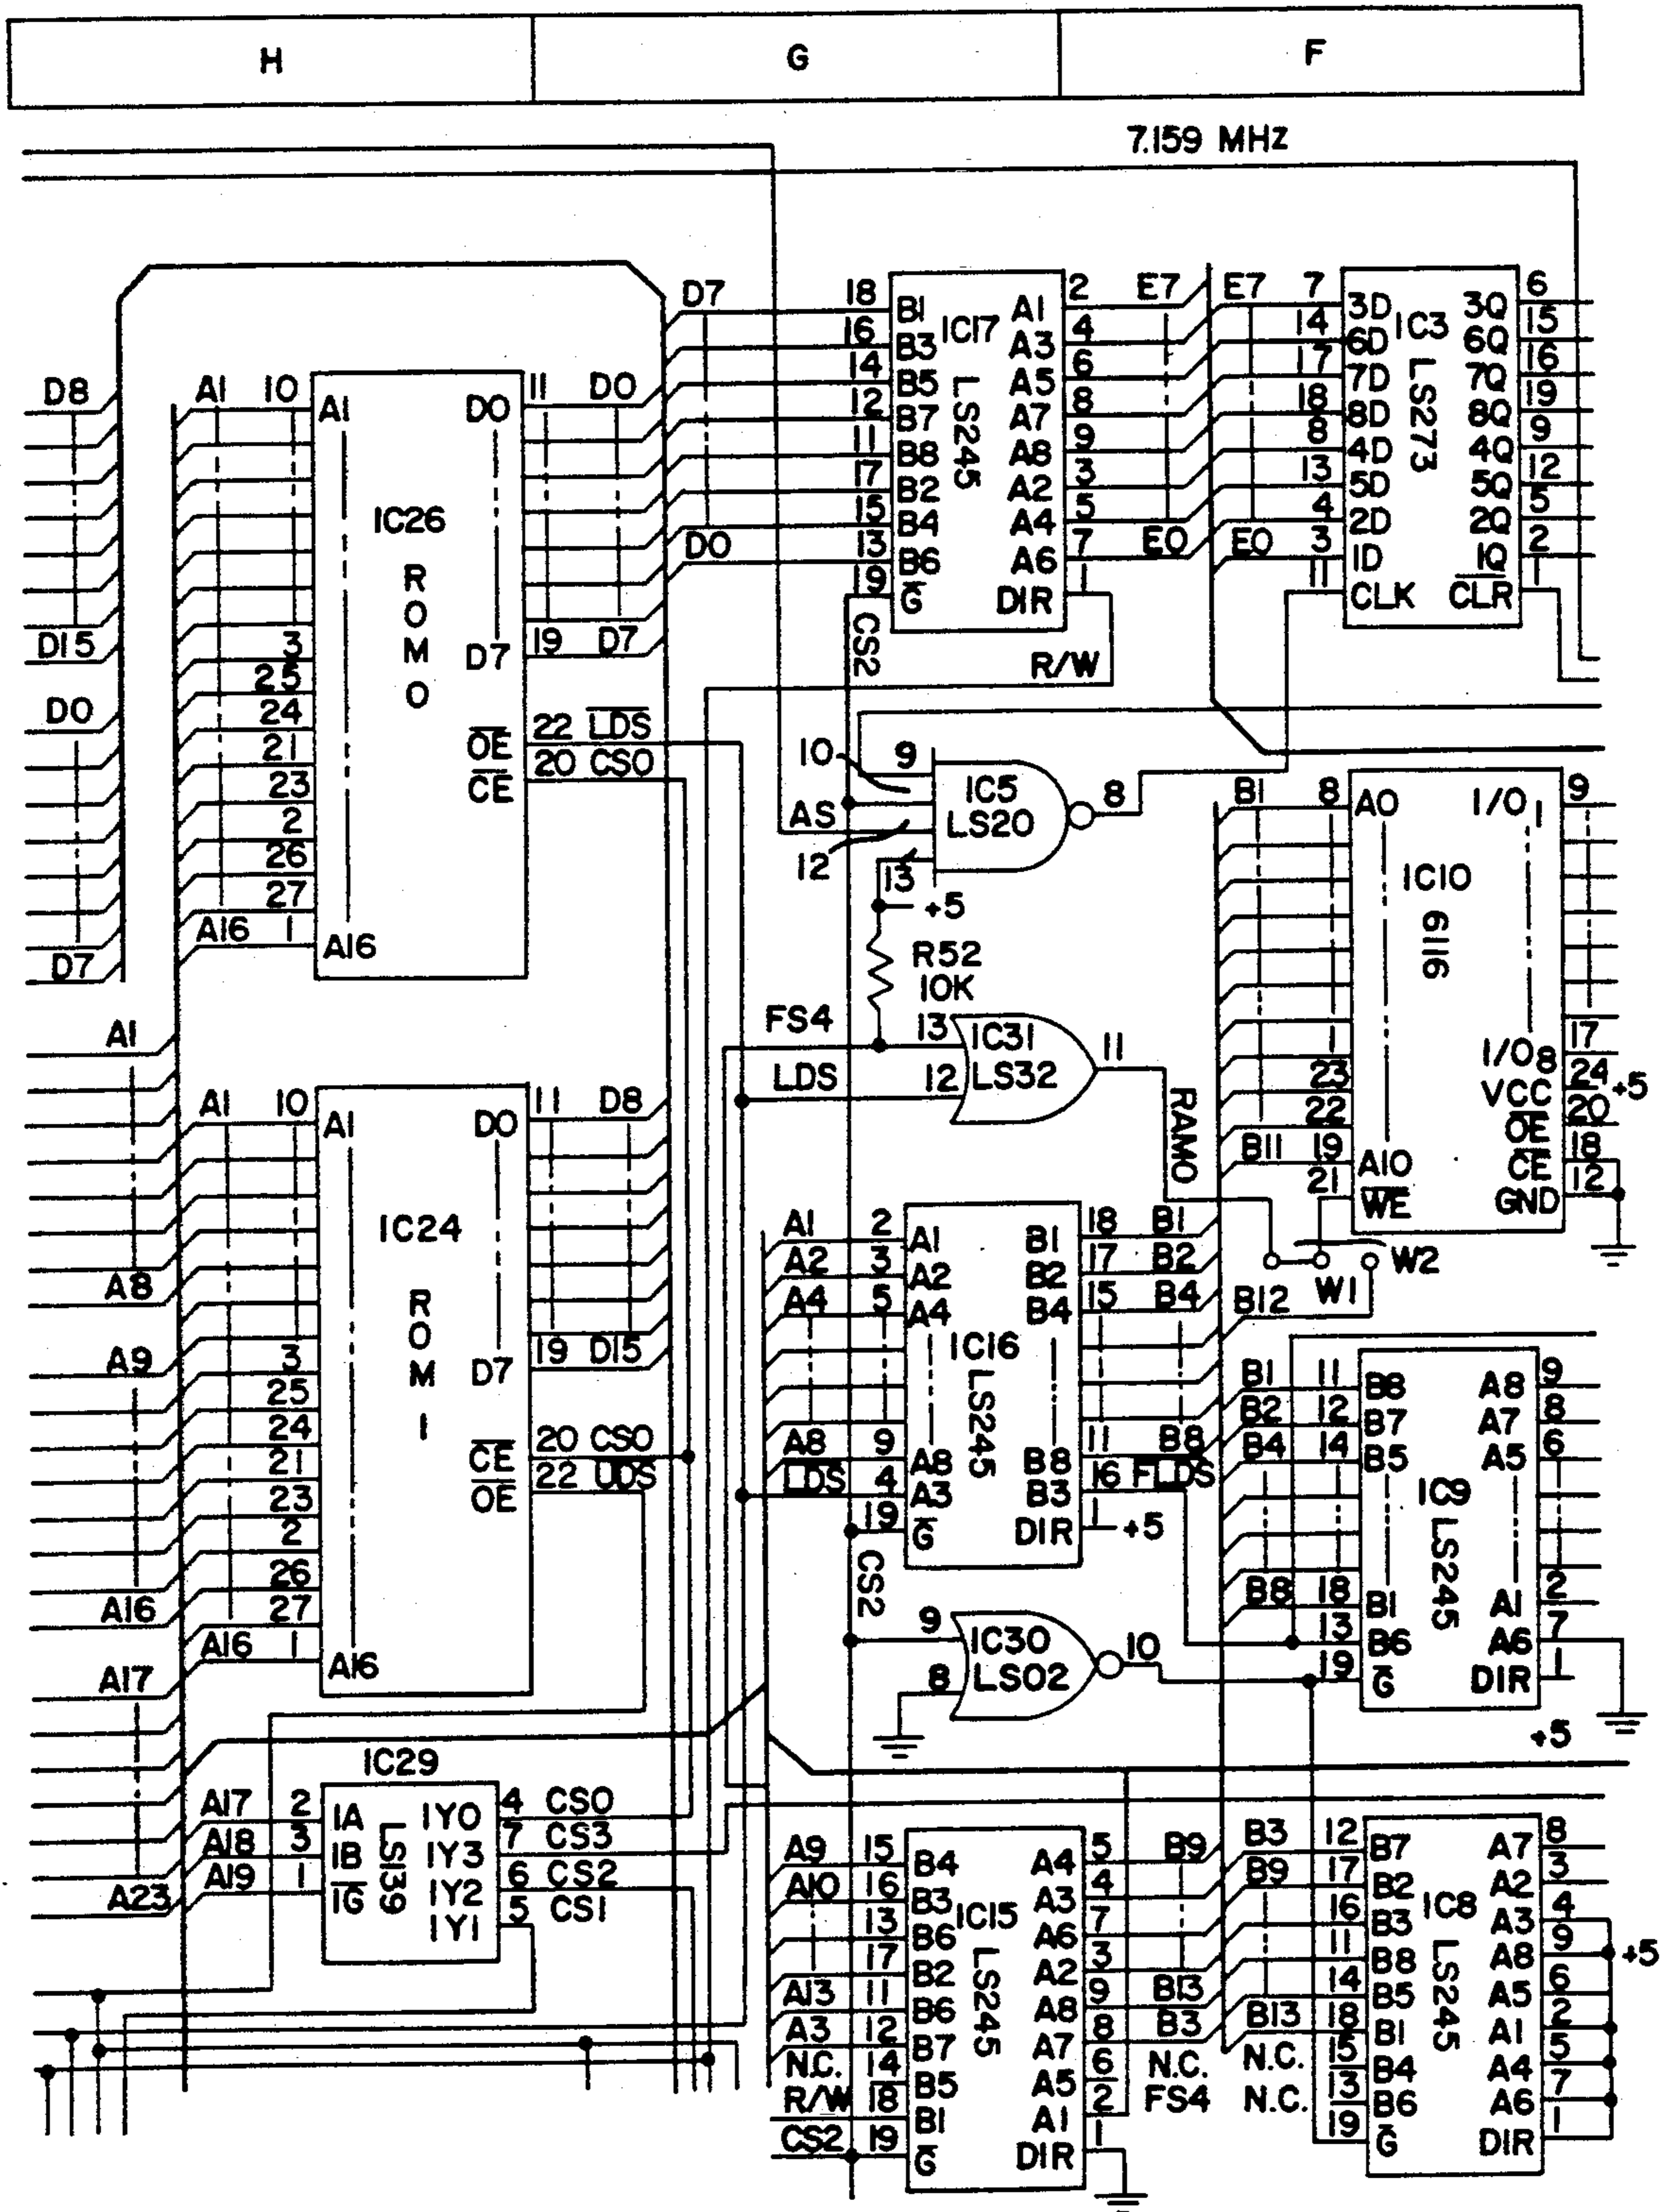 H G F
7.159 MHz
D8
D15
D0
D7
A1
A8
A9
A16
A17
A23
A1 10
3
25
24
21
23
2
26
27
A16 1
A1
A16
IC26
ROM 0
D0
D7
O̅E̅
C̅E̅
11 D0
19 D7
22 L̅D̅S̅
20 CS0
A1 10
3
25
24
21
23
2
26
27
A16 1
A1
A16
IC24
ROM 1
D0
D7
C̅E̅
O̅E̅
11 D8
19 D15
20 CS0
22 U̅D̅S̅
IC29
LS139
A17 2 1A
A18 3 1B
A19 1 1̅G̅
1Y0 4 CS0
1Y3 7 CS3
1Y2 6 CS2
1Y1 5 CS1
D7
D0
IC17
LS245
18 B1 A1 2 E7
16 B3 A3 4
14 B5 A5 6
12 B7 A7 8
11 B8 A8 9
17 B2 A2 3
15 B4 A4 5
13 B6 A6 7 E0
19 G̅ DIR 1
CS2
R/W
IC3
LS273
E7 7 3D 3Q 6
14 6D 6Q 15
17 7D 7Q 16
18 8D 8Q 19
8 4D 4Q 9
13 5D 5Q 12
4 2D 2Q 5
E0 3 1D 1Q 2
11 CLK C̅L̅R̅ 1
10
9
AS
12
13
IC5
LS20
8
+5
R52
10K
FS4
LDS
13
12
IC31
LS32
11
RAM0
B1 8 A0 I/O1 9
IC10
6116
1
23
22
B11 19 A10
21 W̅E̅
I/O8 17
VCC 24 +5
O̅E̅ 20
C̅E̅ 18
GND 12
W2
W1
B12
IC16
LS245
A1 2 A1 B1 18 B1
A2 3 A2 B2 17 B2
A4 5 A4 B4 15 B4
A8 9 A8 B8 11 B8
L̅D̅S̅ 4 A3 B3 16 F̅L̅D̅S̅
19 G̅ DIR 1 +5
CS2
9
8
IC30
LS02
10
IC9
LS245
B1 11 B8 A8 9
B2 12 B7 A7 8
B4 14 B5 A5 6
B8 18 B1 A1 2
13 B6 A6 7
19 G̅ DIR 1
+5
IC15
LS245
A9 15 B4 A4 5 B9
A10 16 B3 A3 4
13 B6 A6 7
17 B2 A2 3
A13 11 B6 A8 9 B13
A3 12 B7 A7 8 B3
N.C. 14 B5 A5 6 N.C.
R/W 18 B1 A1 2 FS4
CS2 19 G̅ DIR 1
IC8
LS245
B3 12 B7 A7 8
B9 17 B2 A2 3
16 B3 A3 4
11 B8 A8 9 +5
14 B5 A5 6
B13 18 B1 A1 2
N.C. 15 B4 A4 5
N.C. 13 B6 A6 7
19 G̅ DIR 1